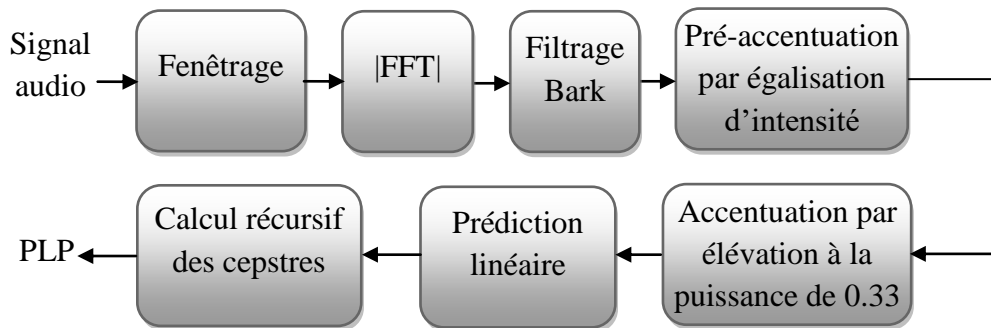 Signal
audio
Fenêtrage
|FFT|
Filtrage
Bark
Pré-accentuation
par égalisation
d’intensité
Accentuation par
élévation à la
puissance de 0.33
Prédiction
linéaire
Calcul récursif
des cepstres
PLP